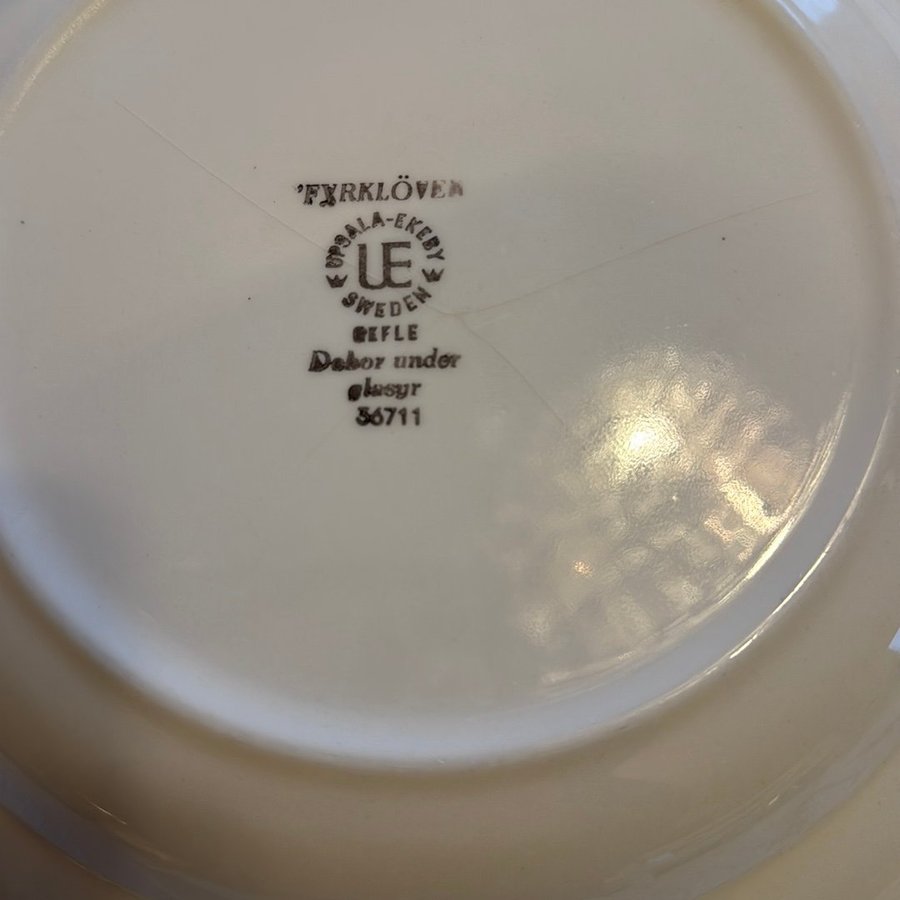 "FYRKLÖVER
UPSALA-EKEBY
UE
SWEDEN
GEFLE
Dekor under
glasyr
36711